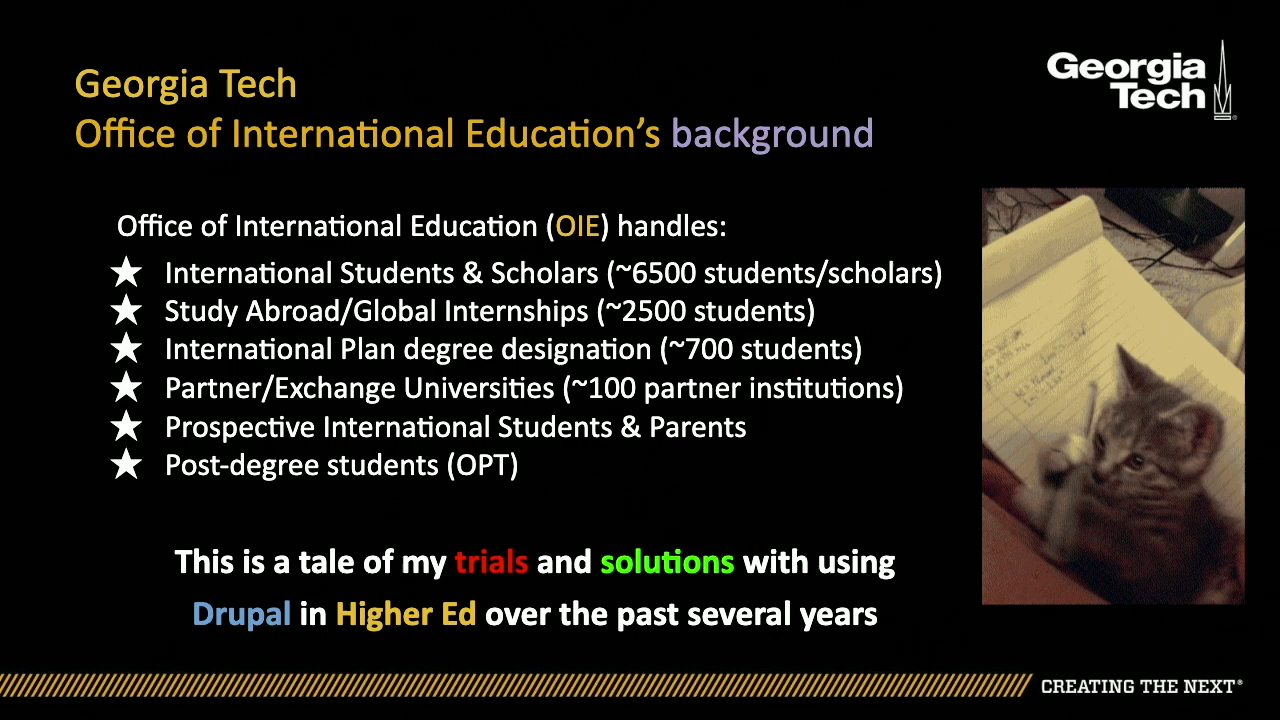 Georgia Tech
Office of International Education’s background
Georgia
Tech
Office of International Education (OIE) handles:
★ International Students & Scholars (~6500 students/scholars)
★ Study Abroad/Global Internships (~2500 students)
★ International Plan degree designation (~700 students)
★ Partner/Exchange Universities (~100 partner institutions)
★ Prospective International Students & Parents
★ Post-degree students (OPT)
This is a tale of my trials and solutions with using
Drupal in Higher Ed over the past several years
CREATING THE NEXT®